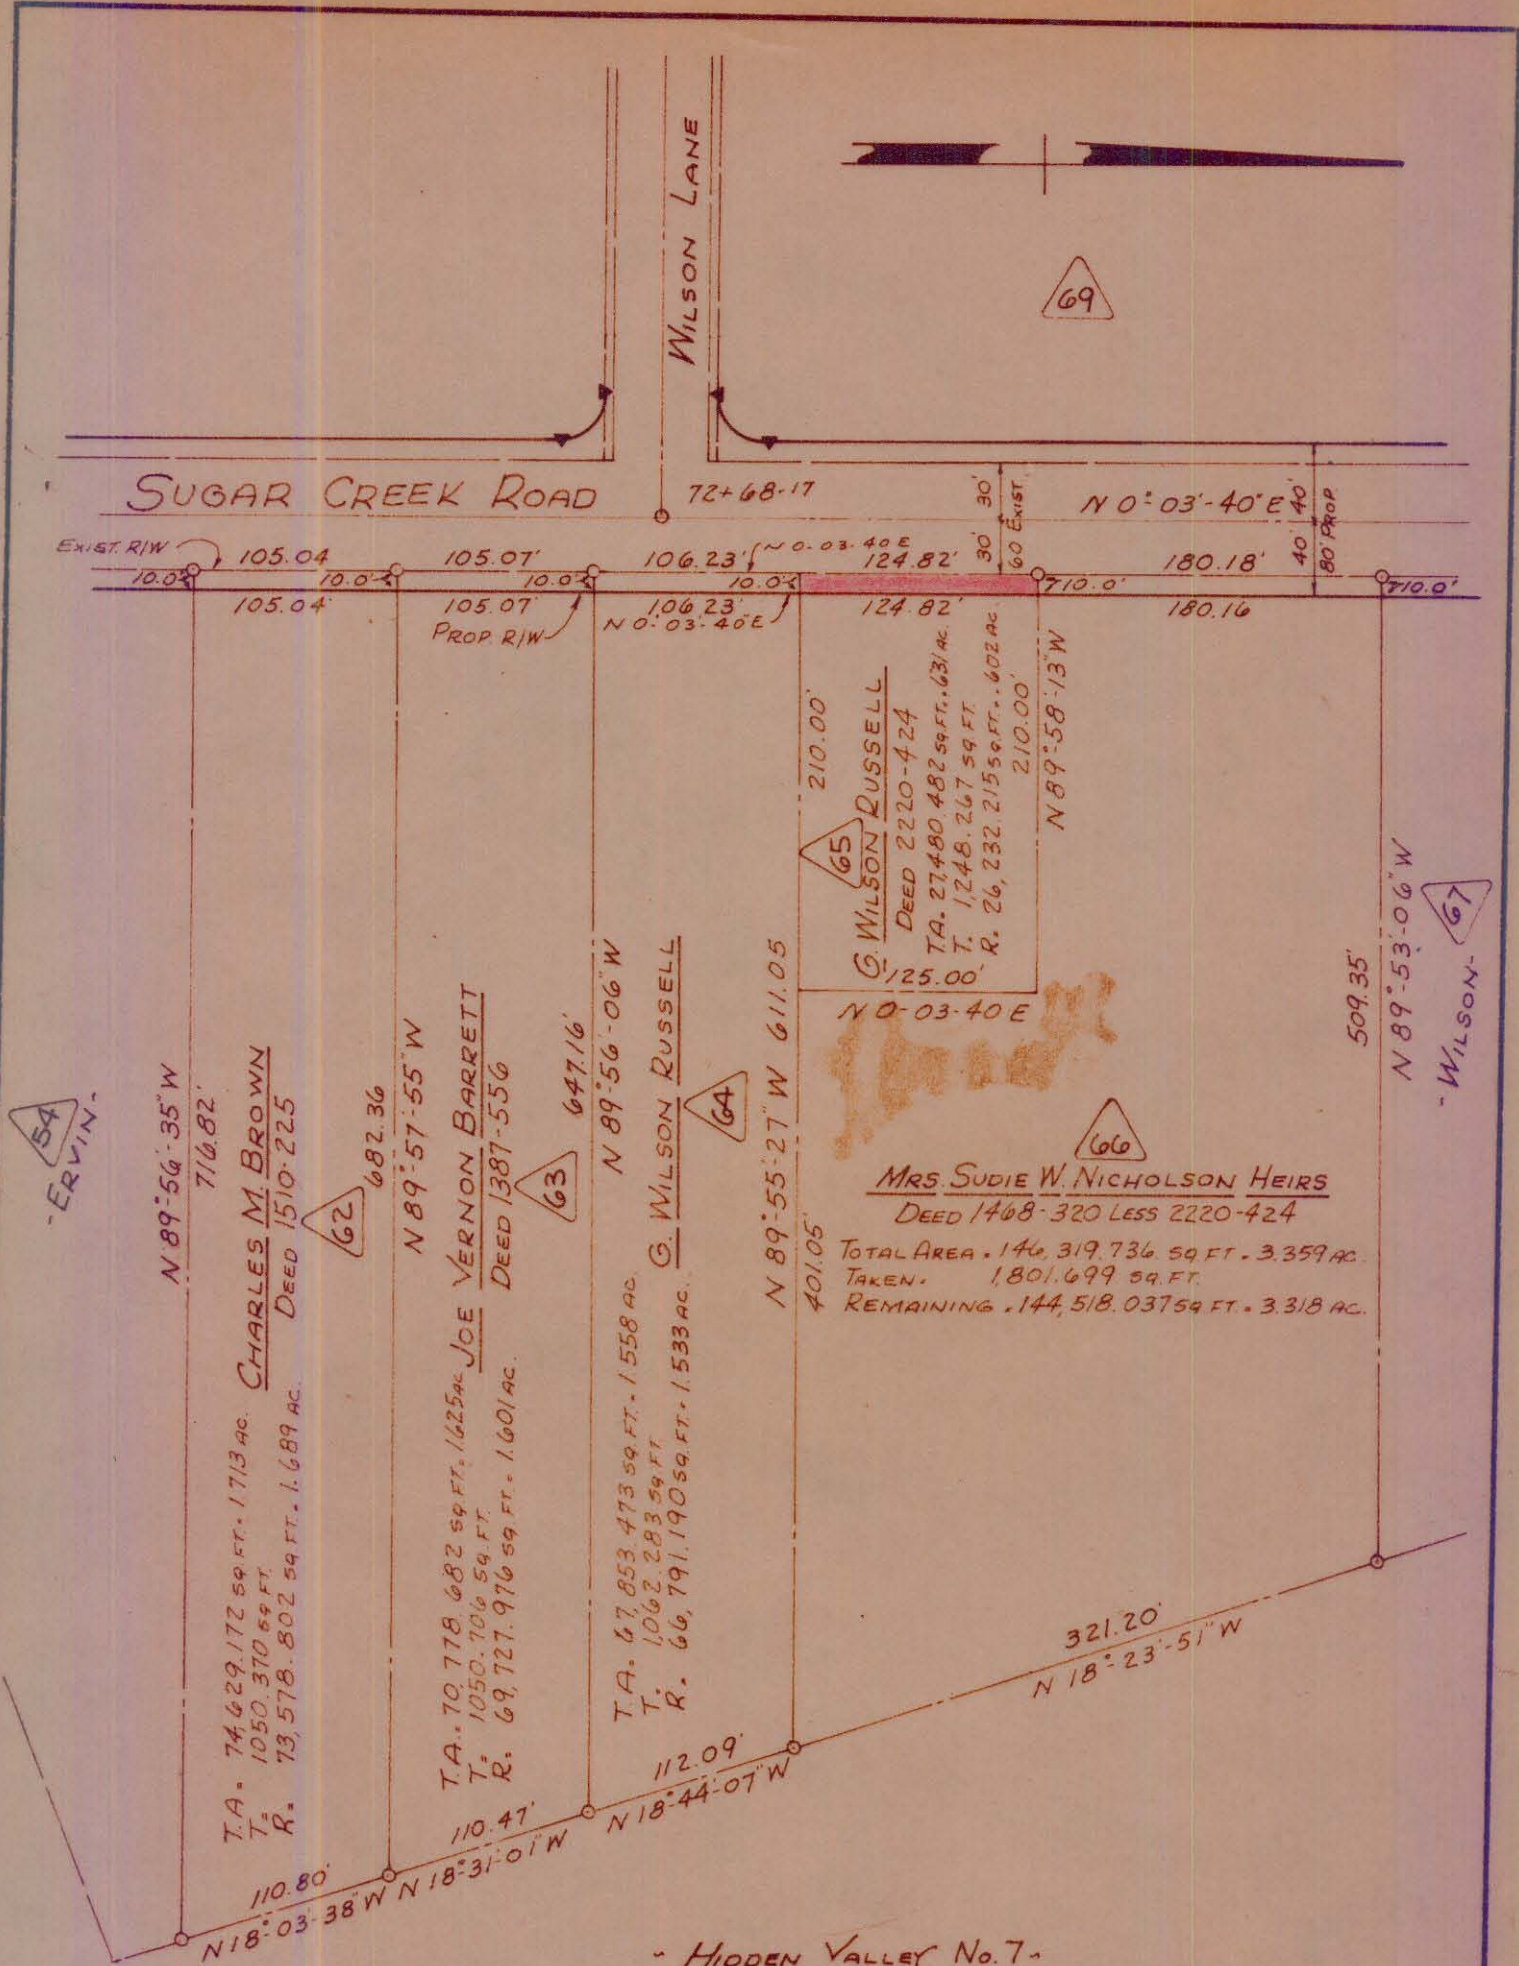 WILSON LANE
69
SUGAR CREEK ROAD
72+68.17
30'
30'
60' EXIST.
N 0°-03'-40" E
40'
40'
80' PROP.
EXIST. R/W
105.04
105.07'
106.23'
N 0-03-40 E
124.82'
180.18'
10.0'
10.0'
10.0'
10.0'
10.0'
10.0'
105.04'
105.07'
106.23'
124.82'
180.16
PROP. R/W
N 0°-03'-40" E
54
-ERVIN-
N 89°-56'-35" W
716.82'
CHARLES M. BROWN
DEED 1510-225
62
T.A. = 74,629.172 SQ.FT. = 1.713 AC.
T. = 1050.370 SQ FT.
R. = 73,578.802 SQ FT. = 1.689 AC.
682.36
N 89°-57'-55" W
JOE VERNON BARRETT
DEED 1387-556
63
T.A. = 70,778.682 SQ.FT. = 1.625 AC.
T. = 1050.706 SQ.FT.
R. = 69,727.976 SQ.FT. = 1.601 AC.
647.16'
N 89°-56'-06" W
G. WILSON RUSSELL
64
T.A. = 67,853.473 SQ.FT. = 1.558 AC.
T. = 1,062.283 SQ FT.
R. = 66,791.190 SQ.FT. = 1.533 AC.
N 89°-55'-27" W 611.05
401.05'
210.00'
65
G. WILSON RUSSELL
DEED 2220-424
T.A. = 27,480.482 SQ.FT. = .631 AC.
T. = 1,248.267 SQ.FT.
R. = 26,232.215 SQ.FT. = .602 AC.
210.00'
N 89°-58'-13" W
125.00'
N 0-03-40 E
66
MRS. SUDIE W. NICHOLSON HEIRS
DEED 1468-320 LESS 2220-424
TOTAL AREA = 146,319.736 SQ FT = 3.359 AC.
TAKEN = 1,801.699 SQ.FT.
REMAINING = 144,518.037 SQ FT. = 3.318 AC.
509.35'
N 89°-53'-06" W
67
-WILSON-
321.20'
N 18°-23'-51" W
112.09'
N 18°-44'-07" W
110.47'
N 18°-31'-01" W
110.80'
N 18°-03'-38" W
- HIDDEN VALLEY No. 7 -